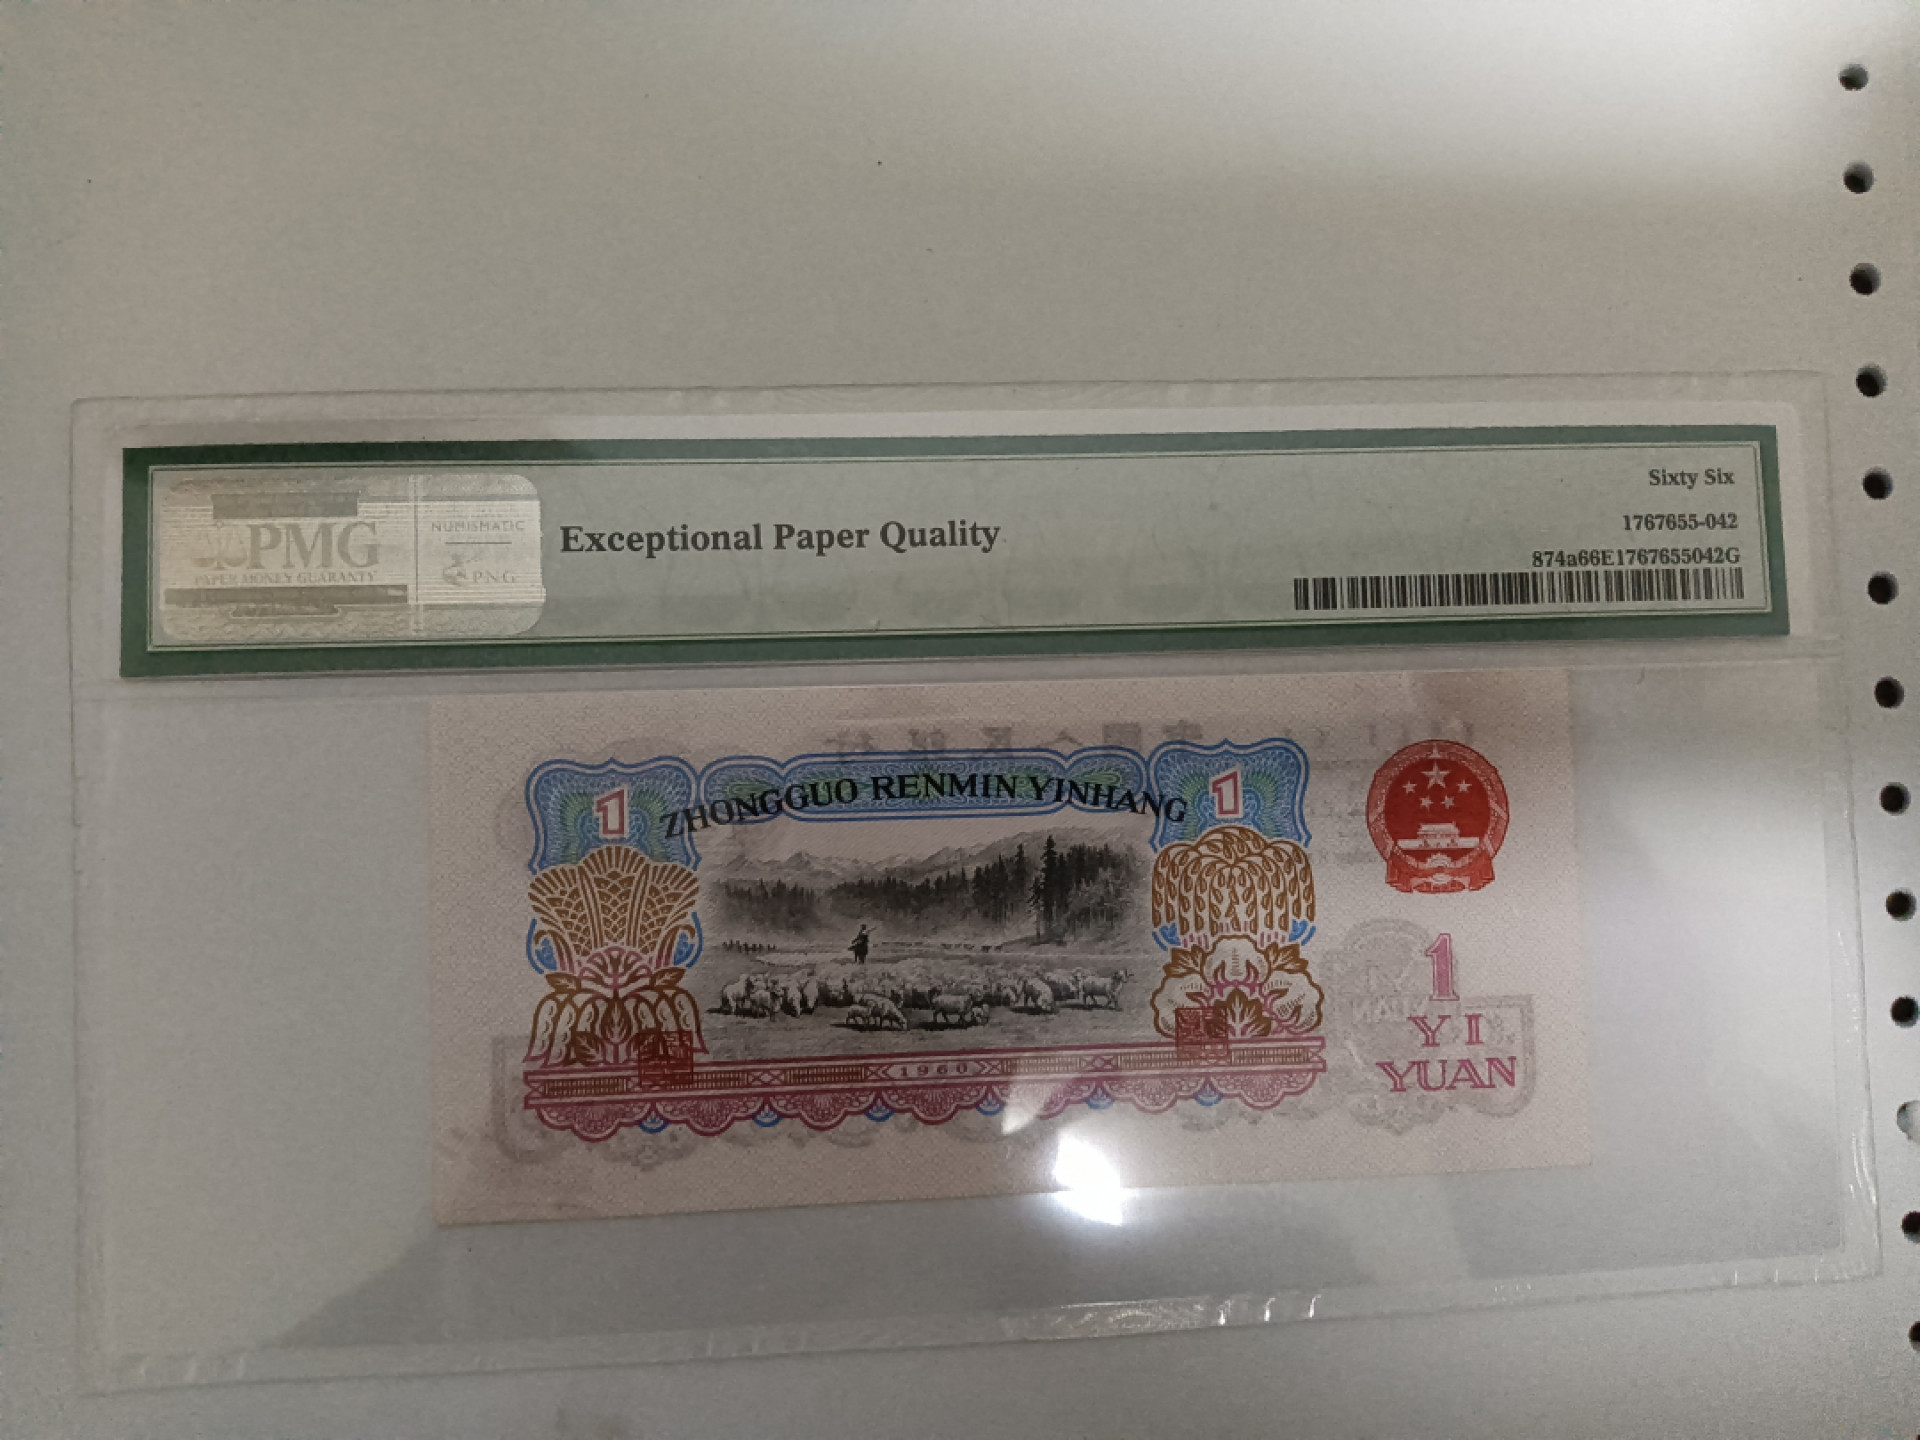 Sixty Six
PMG
PAPER MONEY GUARANTY
NUMISMATIC
PNG
Exceptional Paper Quality
1767655-042
874a66E1767655042G
1
ZHONGGUO RENMIN YINHANG
1
1960
1
YI
YUAN